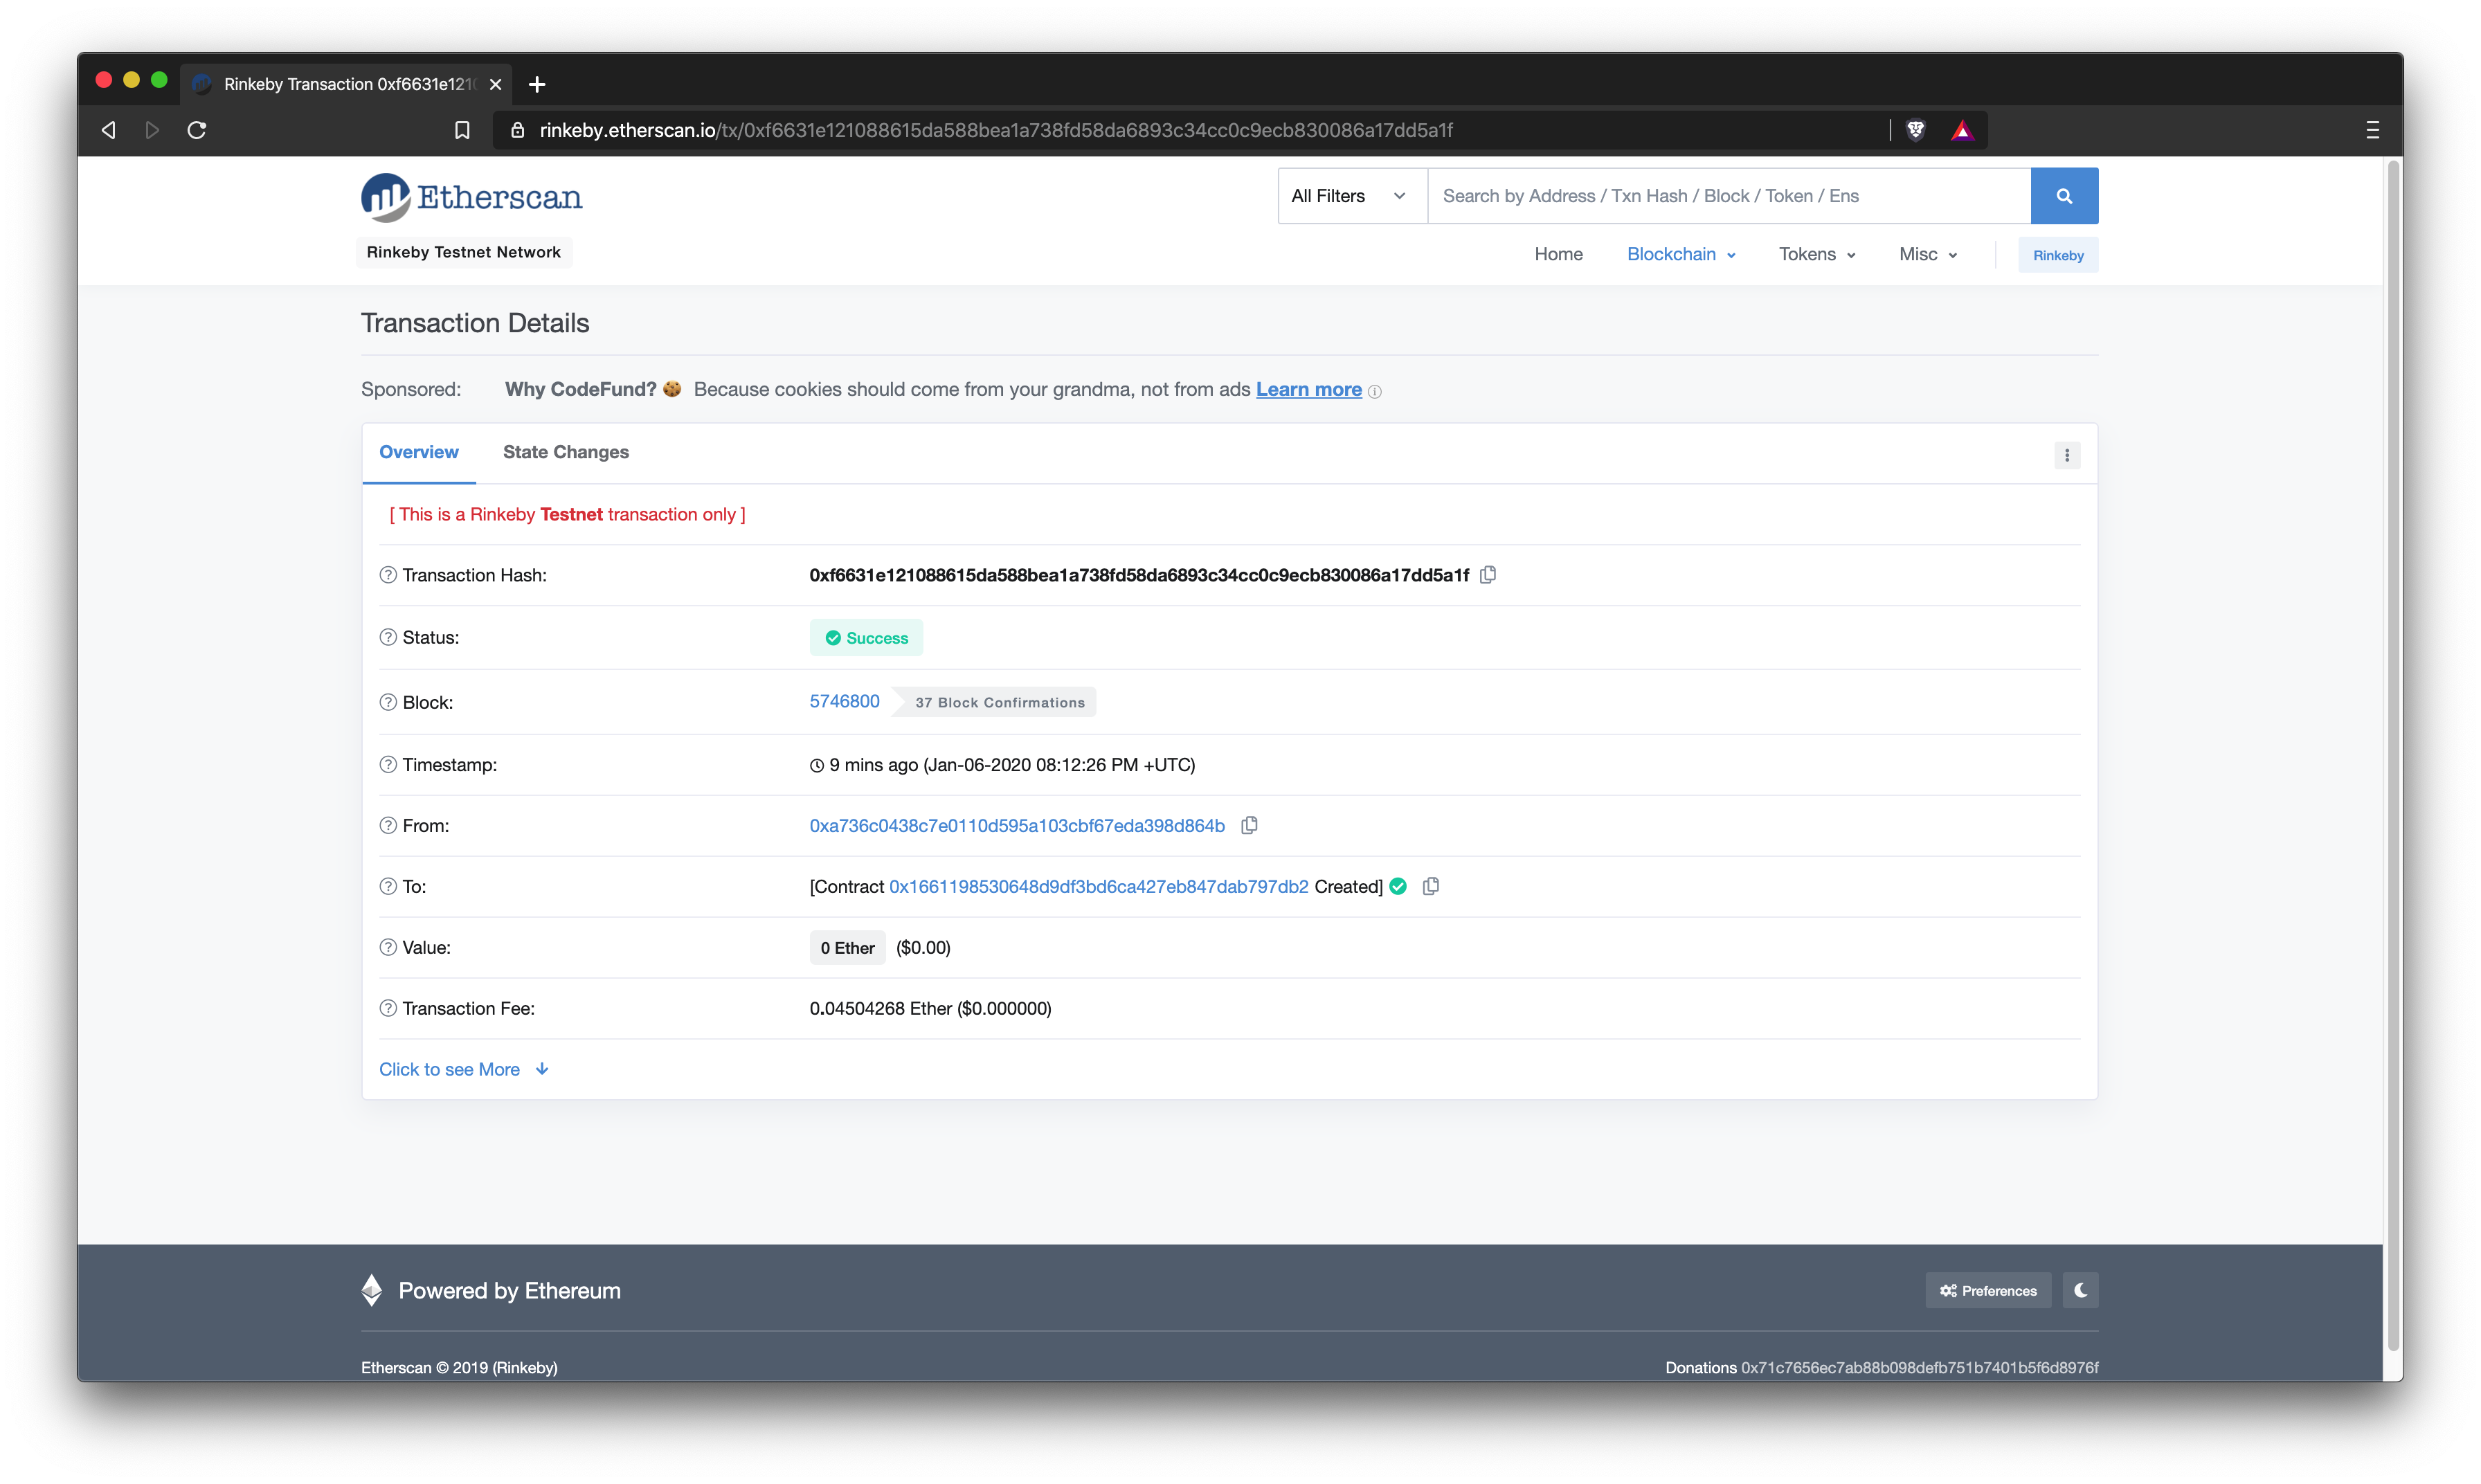 Rinkeby Transaction 0xf6631e121
rinkeby.etherscan.io/tx/0xf6631e121088615da588bea1a738fd58da6893c34cc0c9ecb830086a17dd5a1f
Etherscan
All Filters
Search by Address / Txn Hash / Block / Token / Ens
Rinkeby Testnet Network
Home Blockchain Tokens Misc Rinkeby
Transaction Details
Sponsored: Why CodeFund? 🍪 Because cookies should come from your grandma, not from ads Learn more
Overview State Changes
[ This is a Rinkeby Testnet transaction only ]
Transaction Hash: 0xf6631e121088615da588bea1a738fd58da6893c34cc0c9ecb830086a17dd5a1f
Status: Success
Block: 5746800 37 Block Confirmations
Timestamp: 9 mins ago (Jan-06-2020 08:12:26 PM +UTC)
From: 0xa736c0438c7e0110d595a103cbf67eda398d864b
To: [Contract 0x1661198530648d9df3bd6ca427eb847dab797db2 Created]
Value: 0 Ether ($0.00)
Transaction Fee: 0.04504268 Ether ($0.000000)
Click to see More
Powered by Ethereum
Preferences
Etherscan © 2019 (Rinkeby)
Donations 0x71c7656ec7ab88b098defb751b7401b5f6d8976f